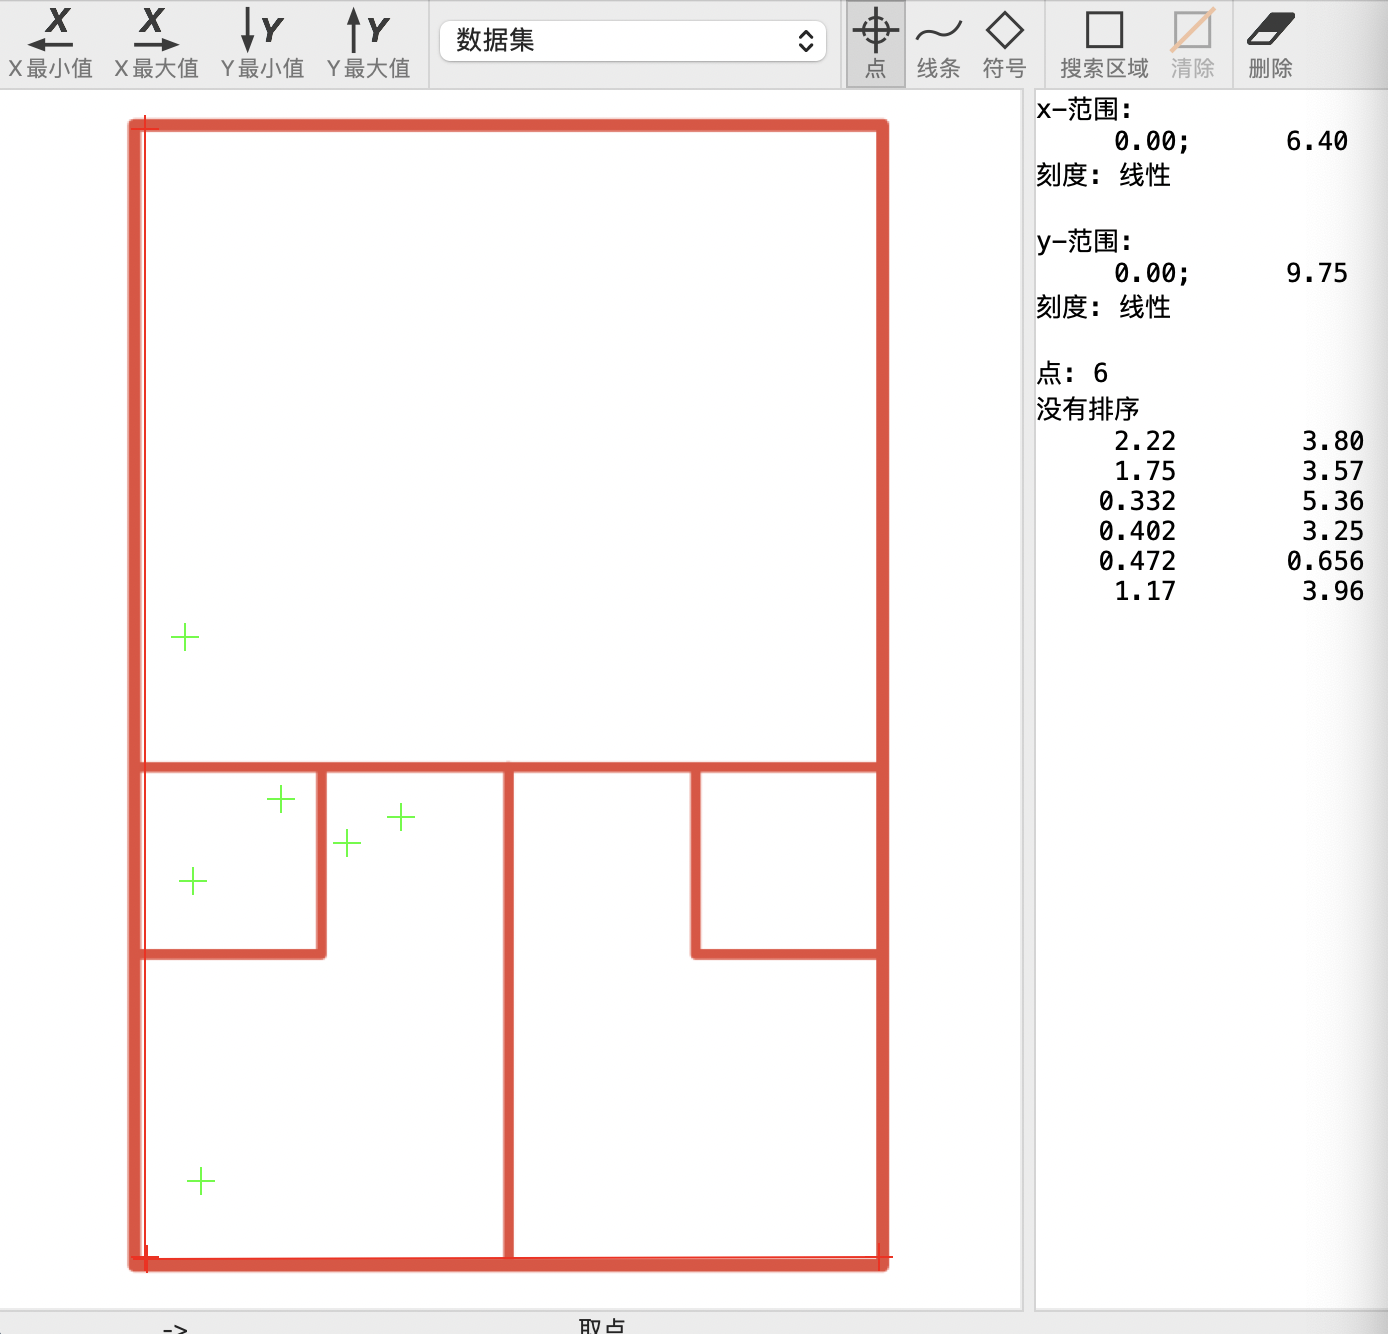 X
X
Y
Y
X最小值
X最大值
Y最小值
Y最大值
数据集
点
线条
符号
搜索区域
清除
删除
x-范围:
0.00; 6.40
刻度: 线性
y-范围:
0.00; 9.75
刻度: 线性
点: 6
没有排序
2.22 3.80
1.75 3.57
0.332 5.36
0.402 3.25
0.472 0.656
1.17 3.96
-> 取点